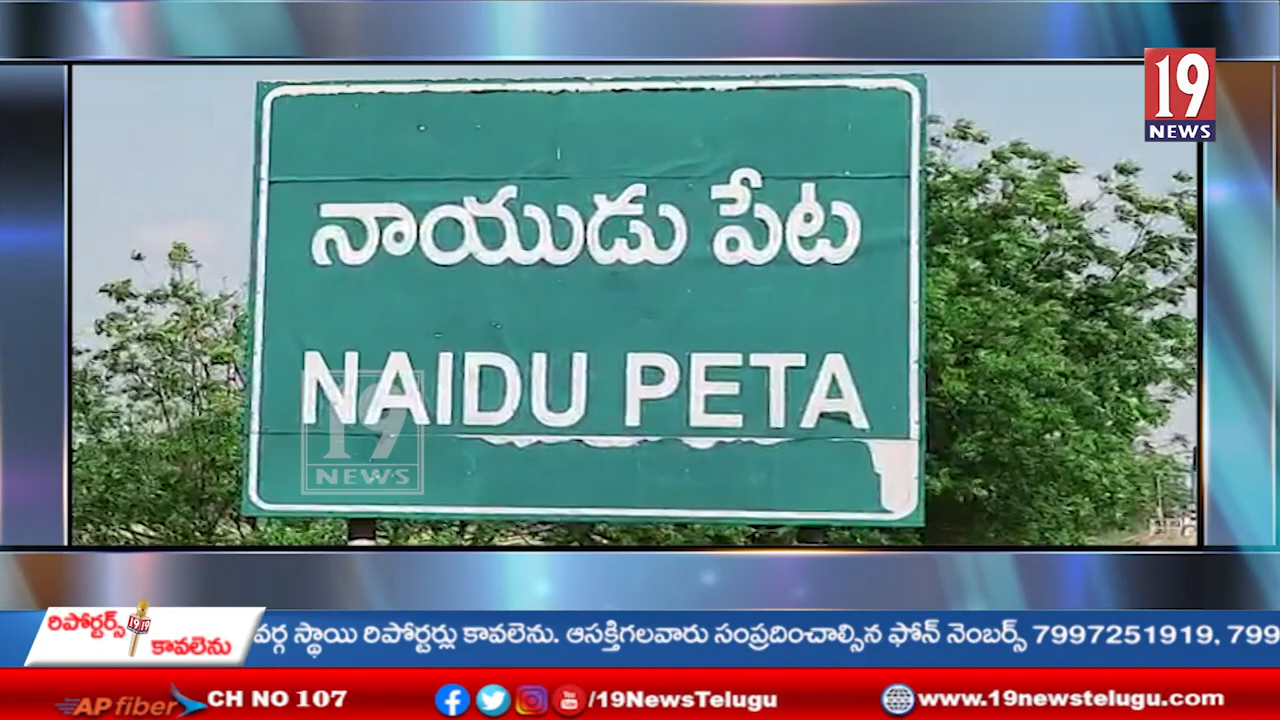 19
NEWS
నాయుడు పేట
NAIDU PETA
19
NEWS
రిపోర్టర్స్
కావలెను
వర్గ స్థాయి రిపోర్టర్లు కావలెను. ఆసక్తిగలవారు సంప్రదించాల్సిన ఫోన్ నెంబర్స్ 7997251919, 799
AP fiber CH NO 107 /19NewsTelugu www.19newstelugu.com